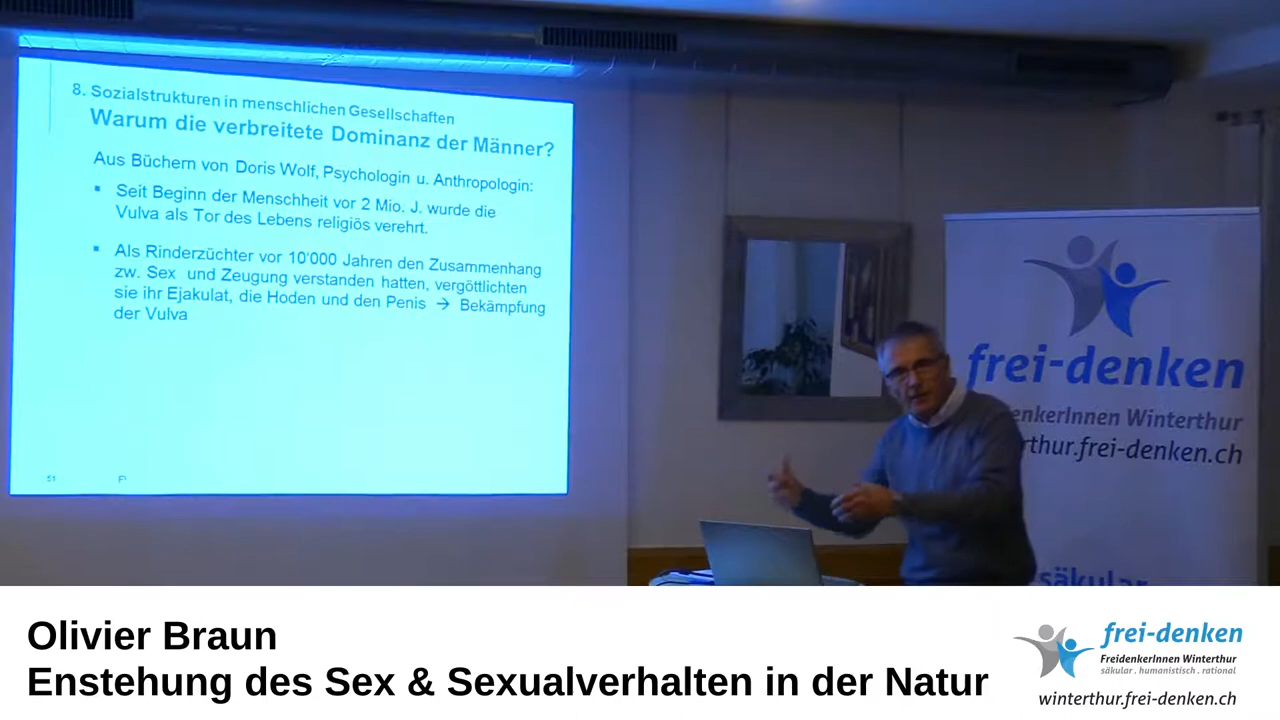 8. Sozialstrukturen in menschlichen Gesellschaften
Warum die verbreitete Dominanz der Männer?
Aus Büchern von Doris Wolf, Psychologin u. Anthropologin:
▪ Seit Beginn der Menschheit vor 2 Mio. J. wurde die
Vulva als Tor des Lebens religiös verehrt.
▪ Als Rinderzüchter vor 10'000 Jahren den Zusammenhang
zw. Sex und Zeugung verstanden hatten, vergöttlichten
sie ihr Ejakulat, die Hoden und den Penis → Bekämpfung
der Vulva
51
frei-denken
enkerInnen Winterthur
rthur.frei-denken.ch
säkular
Olivier Braun
Enstehung des Sex & Sexualverhalten in der Natur
frei-denken
FreidenkerInnen Winterthur
säkular . humanistisch . rational
winterthur.frei-denken.ch